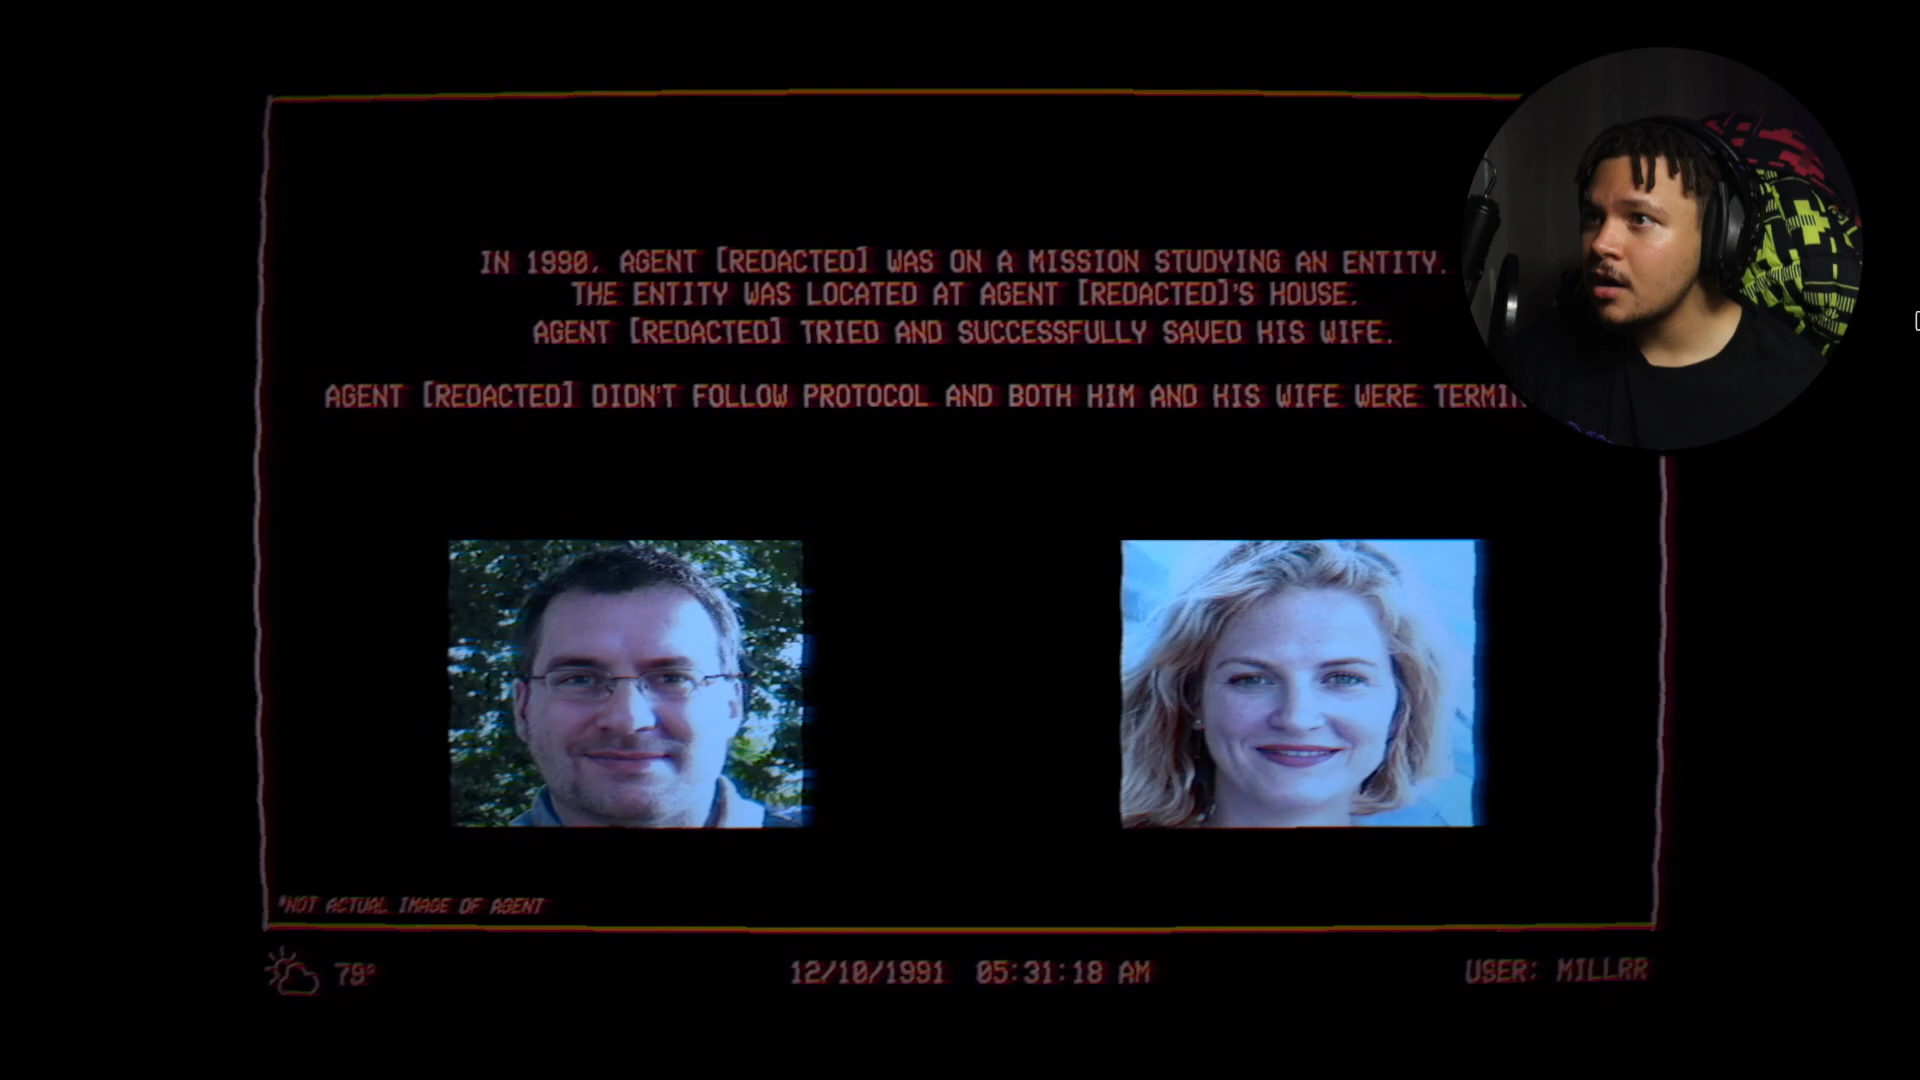 IN 1990, AGENT [REDACTED] WAS ON A MISSION STUDYING AN ENTITY.
THE ENTITY WAS LOCATED AT AGENT [REDACTED]'S HOUSE.
AGENT [REDACTED] TRIED AND SUCCESSFULLY SAVED HIS WIFE.
AGENT [REDACTED] DIDN'T FOLLOW PROTOCOL AND BOTH HIM AND HIS WIFE WERE
*NOT ACTUAL IMAGE OF AGENT
79° 12/10/1991 05:31:18 AM USER: MILLRR